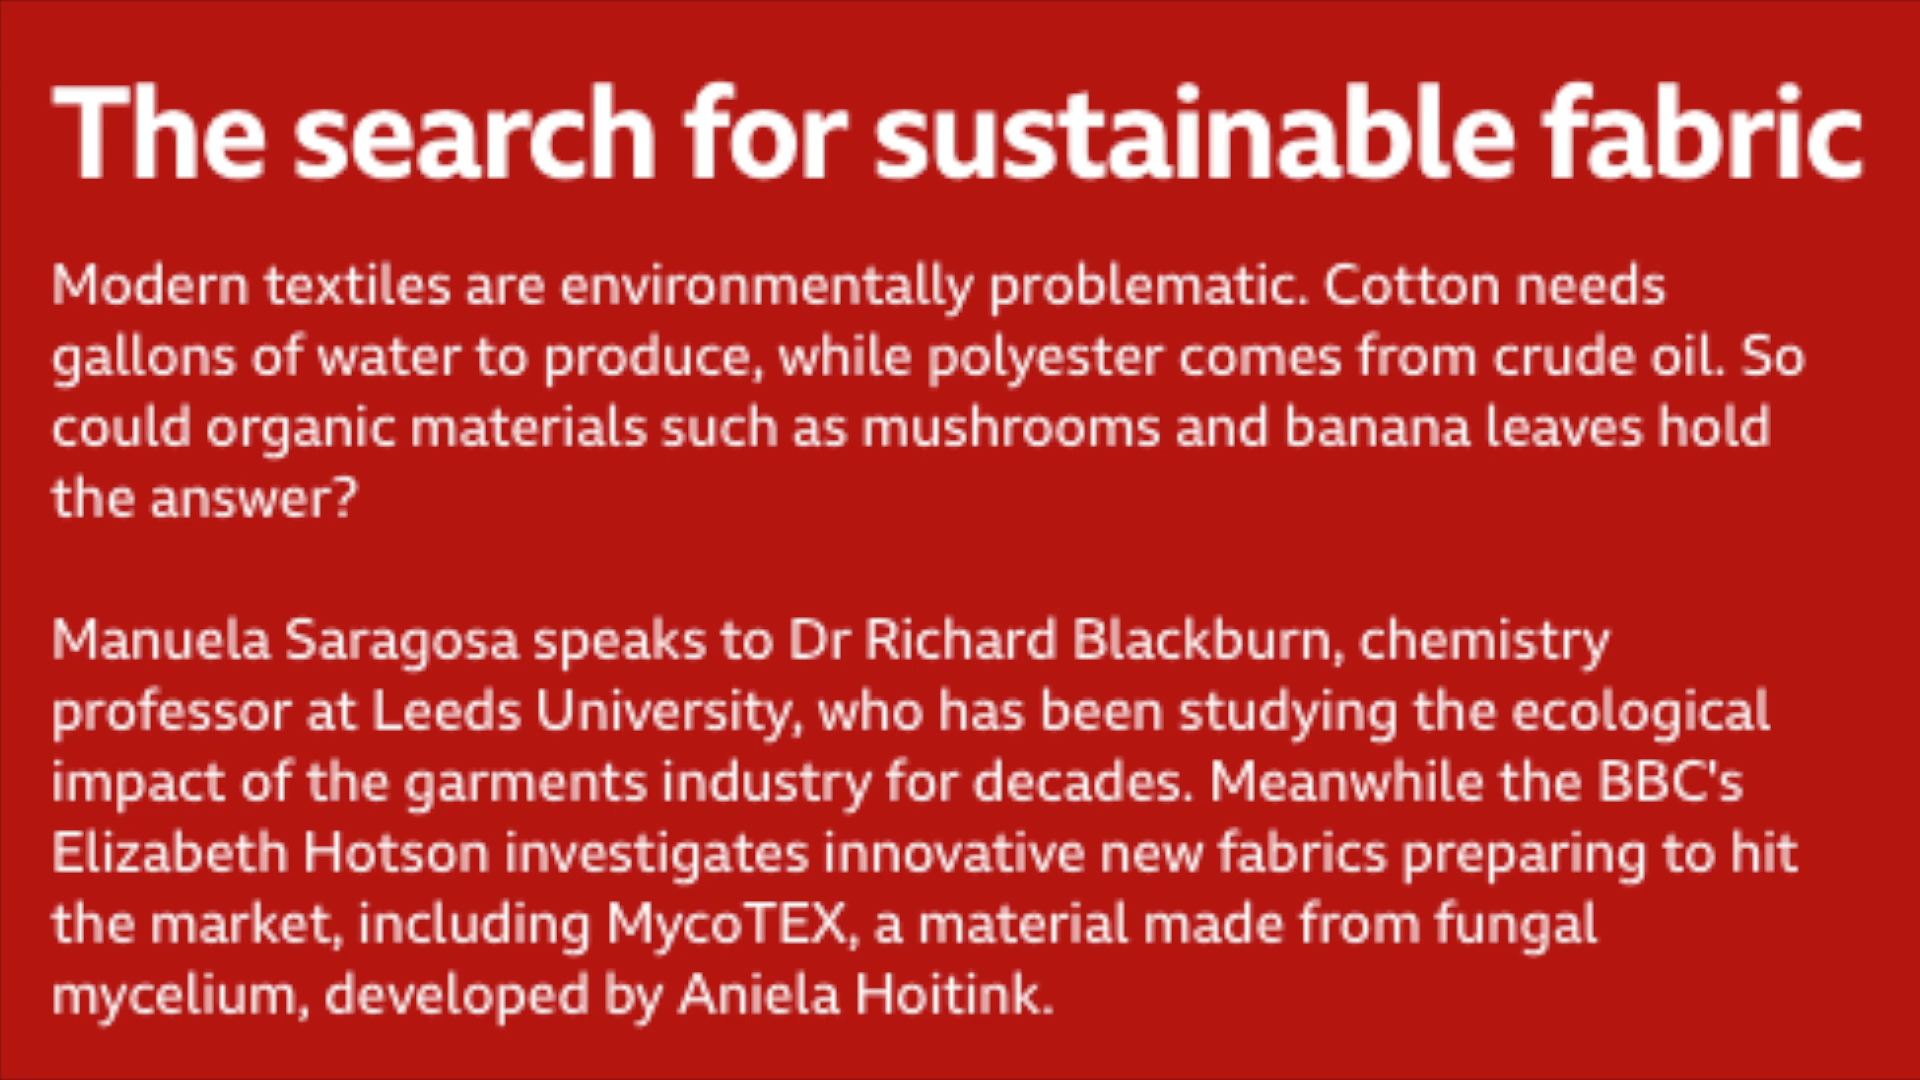 The search for sustainable fabric
Modern textiles are environmentally problematic. Cotton needs
gallons of water to produce, while polyester comes from crude oil. So
could organic materials such as mushrooms and banana leaves hold
the answer?
Manuela Saragosa speaks to Dr Richard Blackburn, chemistry
professor at Leeds University, who has been studying the ecological
impact of the garments industry for decades. Meanwhile the BBC's
Elizabeth Hotson investigates innovative new fabrics preparing to hit
the market, including MycoTEX, a material made from fungal
mycelium, developed by Aniela Hoitink.